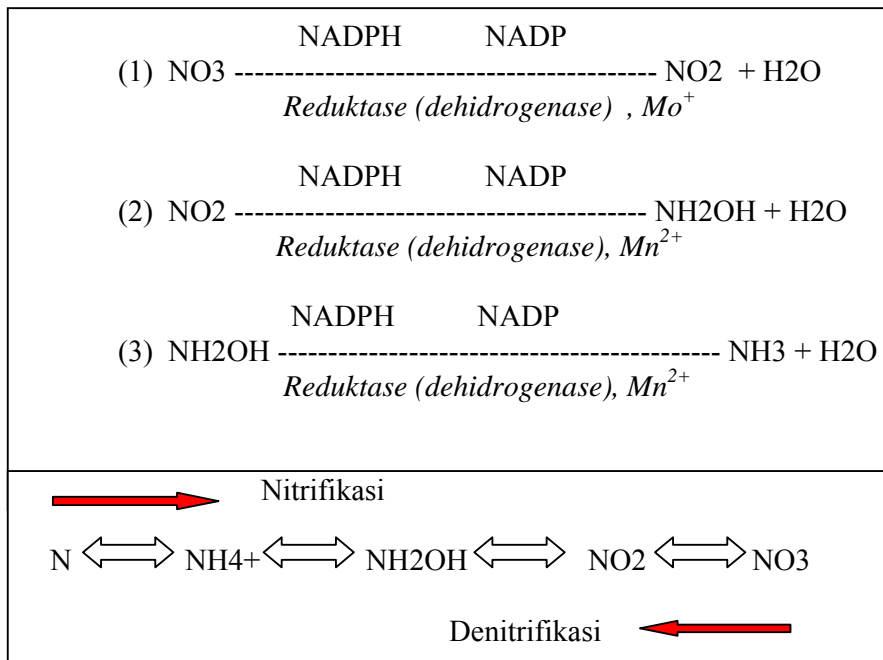 NADPH NADP
(1) NO3 ------------------------------------------ NO2 + H2O
Reduktase (dehidrogenase) , Mo+
NADPH NADP
(2) NO2 ----------------------------------------- NH2OH + H2O
Reduktase (dehidrogenase), Mn2+
NADPH NADP
(3) NH2OH -------------------------------------------- NH3 + H2O
Reduktase (dehidrogenase), Mn2+
Nitrifikasi
N NH4+ NH2OH NO2 NO3
Denitrifikasi